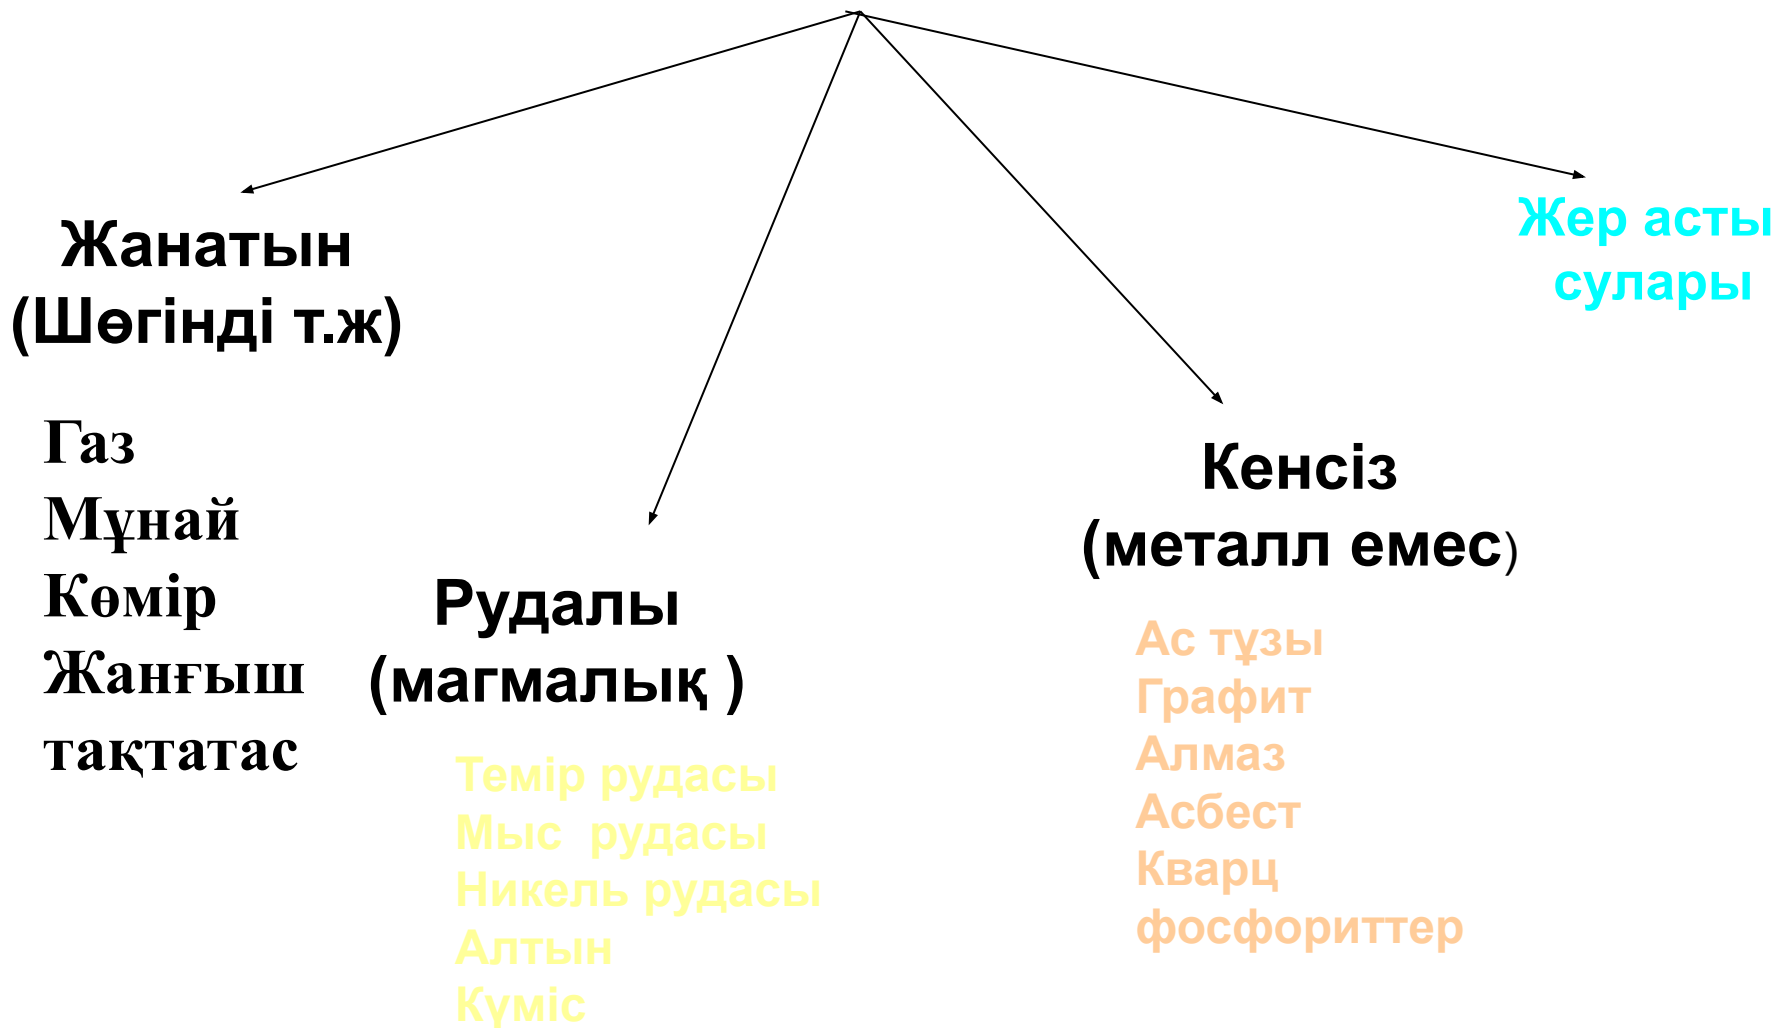 Жанатын
(Шөгінді т.ж)
Газ
Мұнай
Көмір
Жанғыш
тақтатас
Рудалы
(магмалық )
Темір рудасы
Мыс  рудасы
Никель рудасы
Алтын
Күміс
Кенсіз
(металл емес)
Ас тұзы
Графит
Алмаз
Асбест
Кварц
фосфориттер
Жер асты
сулары